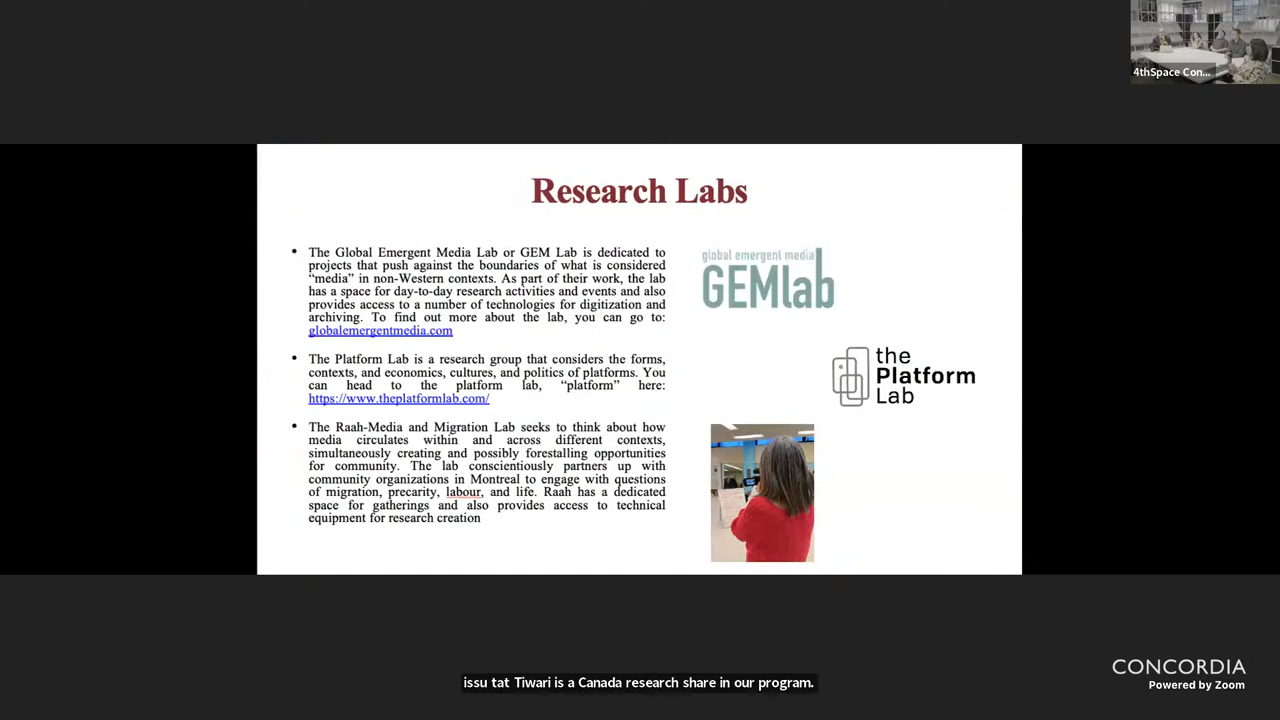 4thSpace Con...
Research Labs
• The Global Emergent Media Lab or GEM Lab is dedicated to
projects that push against the boundaries of what is considered
“media” in non-Western contexts. As part of their work, the lab
has a space for day-to-day research activities and events and also
provides access to a number of technologies for digitization and
archiving. To find out more about the lab, you can go to:
globalemergentmedia.com
• The Platform Lab is a research group that considers the forms,
contexts, and economics, cultures, and politics of platforms. You
can head to the platform lab, “platform” here:
https://www.theplatformlab.com/
• The Raah-Media and Migration Lab seeks to think about how
media circulates within and across different contexts,
simultaneously creating and possibly forestalling opportunities
for community. The lab conscientiously partners up with
community organizations in Montreal to engage with questions
of migration, precarity, labour, and life. Raah has a dedicated
space for gatherings and also provides access to technical
equipment for research creation
global emergent media
GEMlab
the
Platform
Lab
issu tat Tiwari is a Canada research share in our program.
CONCORDIA
Powered by Zoom